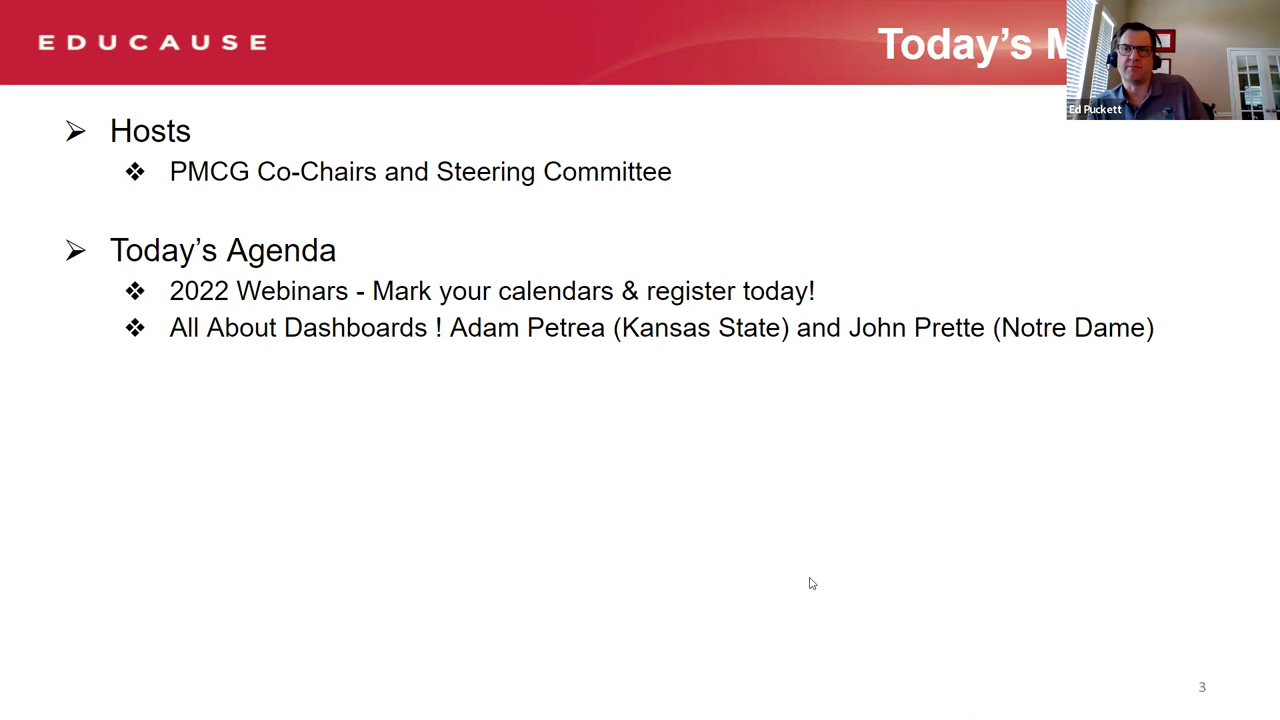 EDUCAUSE
Today's
Ed Puckett
Hosts
PMCG Co-Chairs and Steering Committee
Today's Agenda
2022 Webinars - Mark your calendars & register today!
All About Dashboards ! Adam Petrea (Kansas State) and John Prette (Notre Dame)
3